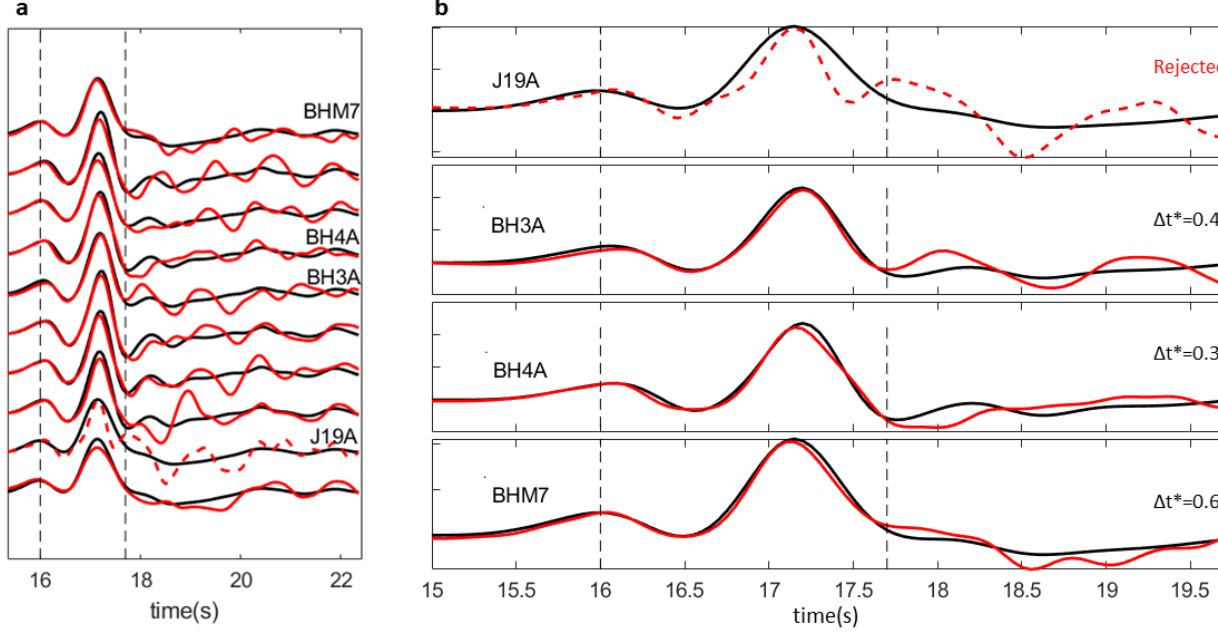 a
BHM7
BH4A
BH3A
J19A
16 18 20 22
time(s)
b
J19A
Rejected
BH3A
Δt*=0.4
BH4A
Δt*=0.3
BHM7
Δt*=0.6
15 15.5 16 16.5 17 17.5 18 18.5 19 19.5
time(s)